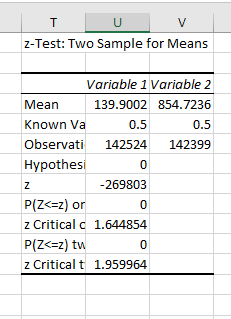 T U V
z-Test: Two Sample for Means
Variable 1 Variable 2
Mean 139.9002 854.7236
Known Va 0.5 0.5
Observati 142524 142399
Hypothesi 0
z -269803
P(Z<=z) or 0
z Critical o 1.644854
P(Z<=z) tw 0
z Critical t 1.959964